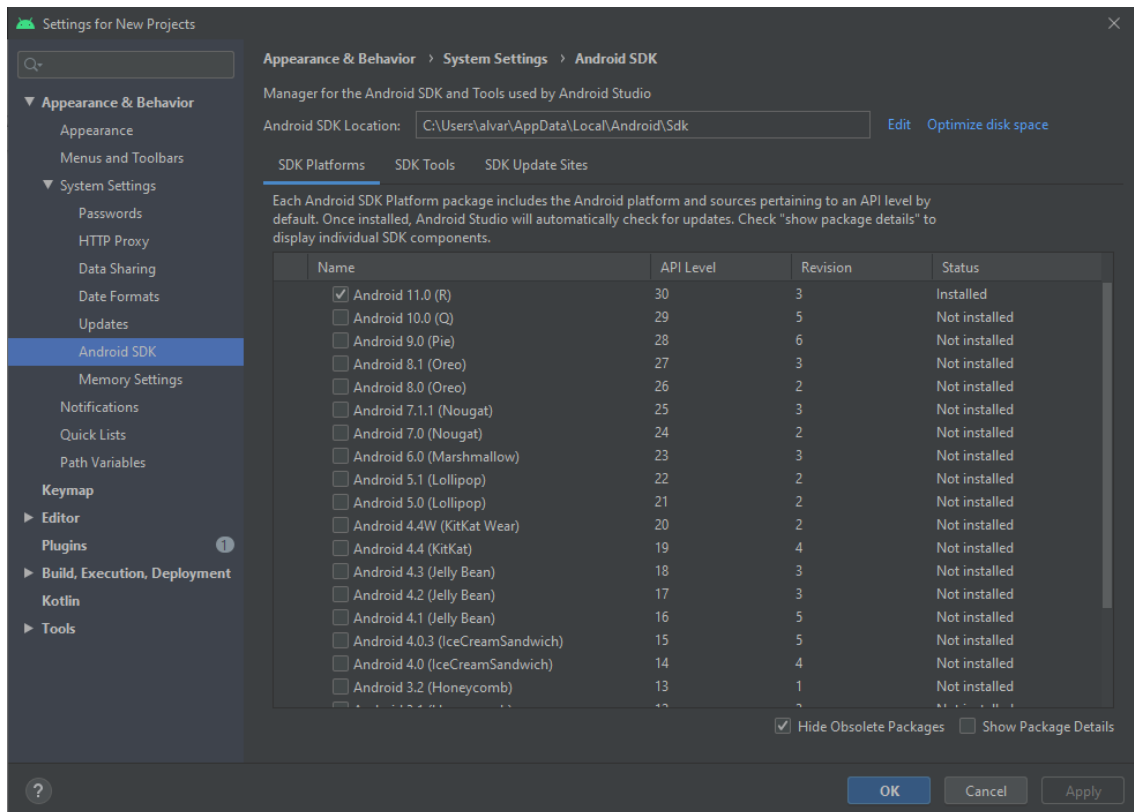 Settings for New Projects
Appearance & Behavior
Appearance
Menus and Toolbars
System Settings
Passwords
HTTP Proxy
Data Sharing
Date Formats
Updates
Android SDK
Memory Settings
Notifications
Quick Lists
Path Variables
Keymap
Editor
Plugins 1
Build, Execution, Deployment
Kotlin
Tools
Appearance & Behavior › System Settings › Android SDK
Manager for the Android SDK and Tools used by Android Studio
Android SDK Location: C:\Users\alvar\AppData\Local\Android\Sdk Edit Optimize disk space
SDK Platforms SDK Tools SDK Update Sites
Each Android SDK Platform package includes the Android platform and sources pertaining to an API level by
default. Once installed, Android Studio will automatically check for updates. Check "show package details" to
display individual SDK components.
Name API Level Revision Status
Android 11.0 (R) 30 3 Installed
Android 10.0 (Q) 29 5 Not installed
Android 9.0 (Pie) 28 6 Not installed
Android 8.1 (Oreo) 27 3 Not installed
Android 8.0 (Oreo) 26 2 Not installed
Android 7.1.1 (Nougat) 25 3 Not installed
Android 7.0 (Nougat) 24 2 Not installed
Android 6.0 (Marshmallow) 23 3 Not installed
Android 5.1 (Lollipop) 22 2 Not installed
Android 5.0 (Lollipop) 21 2 Not installed
Android 4.4W (KitKat Wear) 20 2 Not installed
Android 4.4 (KitKat) 19 4 Not installed
Android 4.3 (Jelly Bean) 18 3 Not installed
Android 4.2 (Jelly Bean) 17 3 Not installed
Android 4.1 (Jelly Bean) 16 5 Not installed
Android 4.0.3 (IceCreamSandwich) 15 5 Not installed
Android 4.0 (IceCreamSandwich) 14 4 Not installed
Android 3.2 (Honeycomb) 13 1 Not installed
Hide Obsolete Packages Show Package Details
? OK Cancel Apply